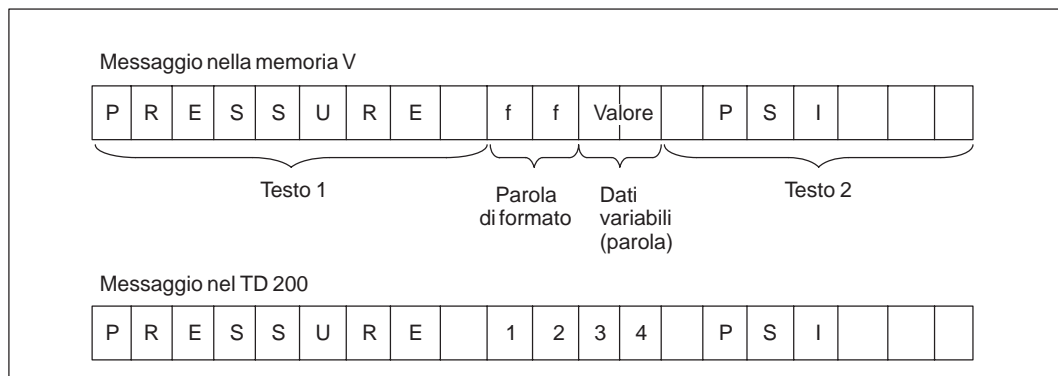 Messaggio nella memoria V
P R E S S U R E f f Valore P S I
Testo 1 Parola di formato Dati variabili (parola) Testo 2
Messaggio nel TD 200
P R E S S U R E 1 2 3 4 P S I